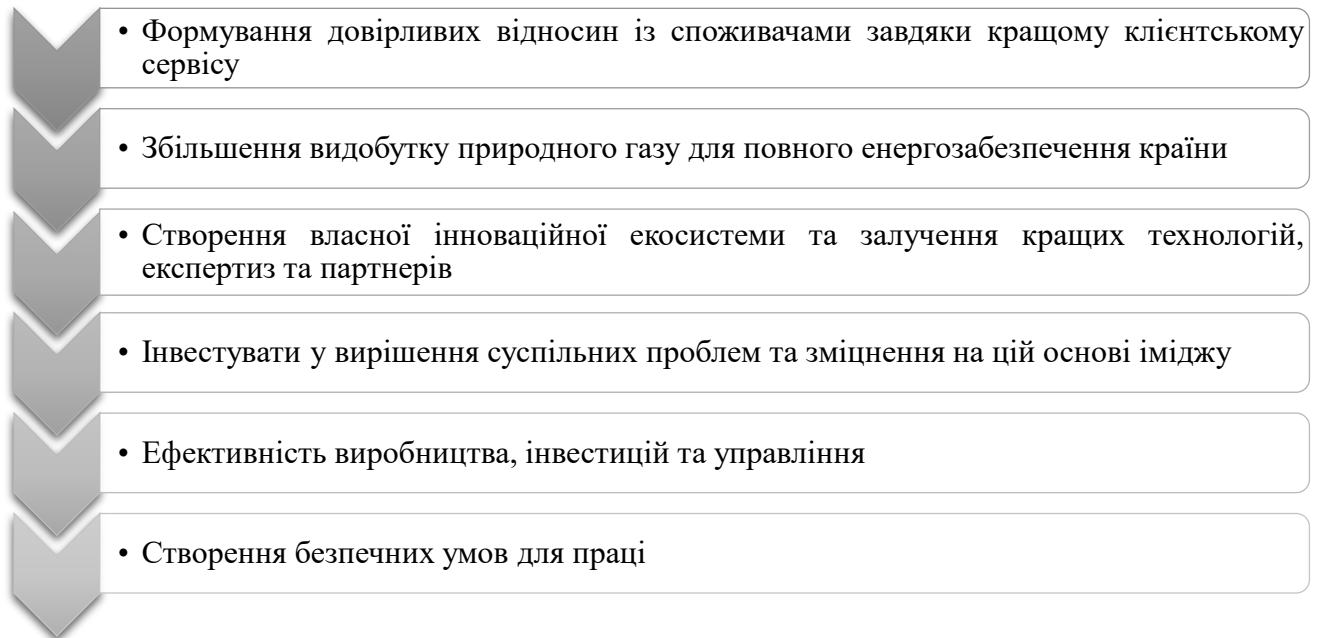 • Формування довірливих відносин із споживачами завдяки кращому клієнтському
сервісу
• Збільшення видобутку природного газу для повного енергозабезпечення країни
• Створення власної інноваційної екосистеми та залучення кращих технологій,
експертиз та партнерів
• Інвестувати у вирішення суспільних проблем та зміцнення на цій основі іміджу
• Ефективність виробництва, інвестицій та управління
• Створення безпечних умов для праці